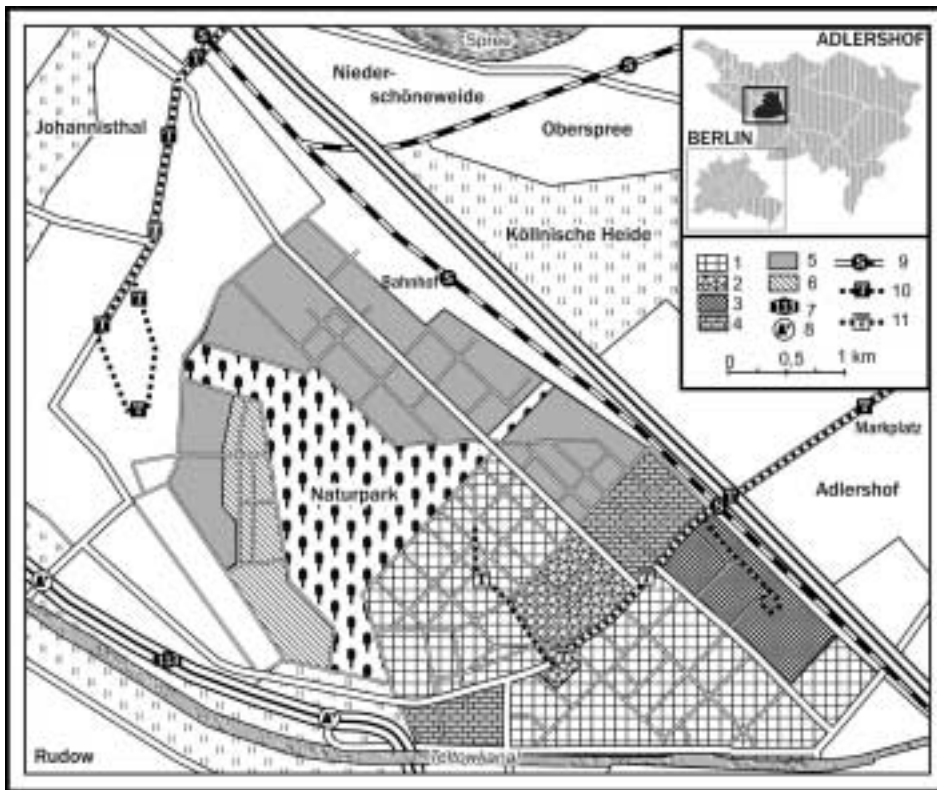 Spree
ADLERSHOF
Nieder-
schöneweide
S
Johannisthal
Oberspree
BERLIN
Köllnische Heide
Bahnhof
S
1
2
3
4
5
6
7
8
9
10
11
0
0,5
1 km
Markplatz
Naturpark
Adlershof
Rudow
Teltowkanal